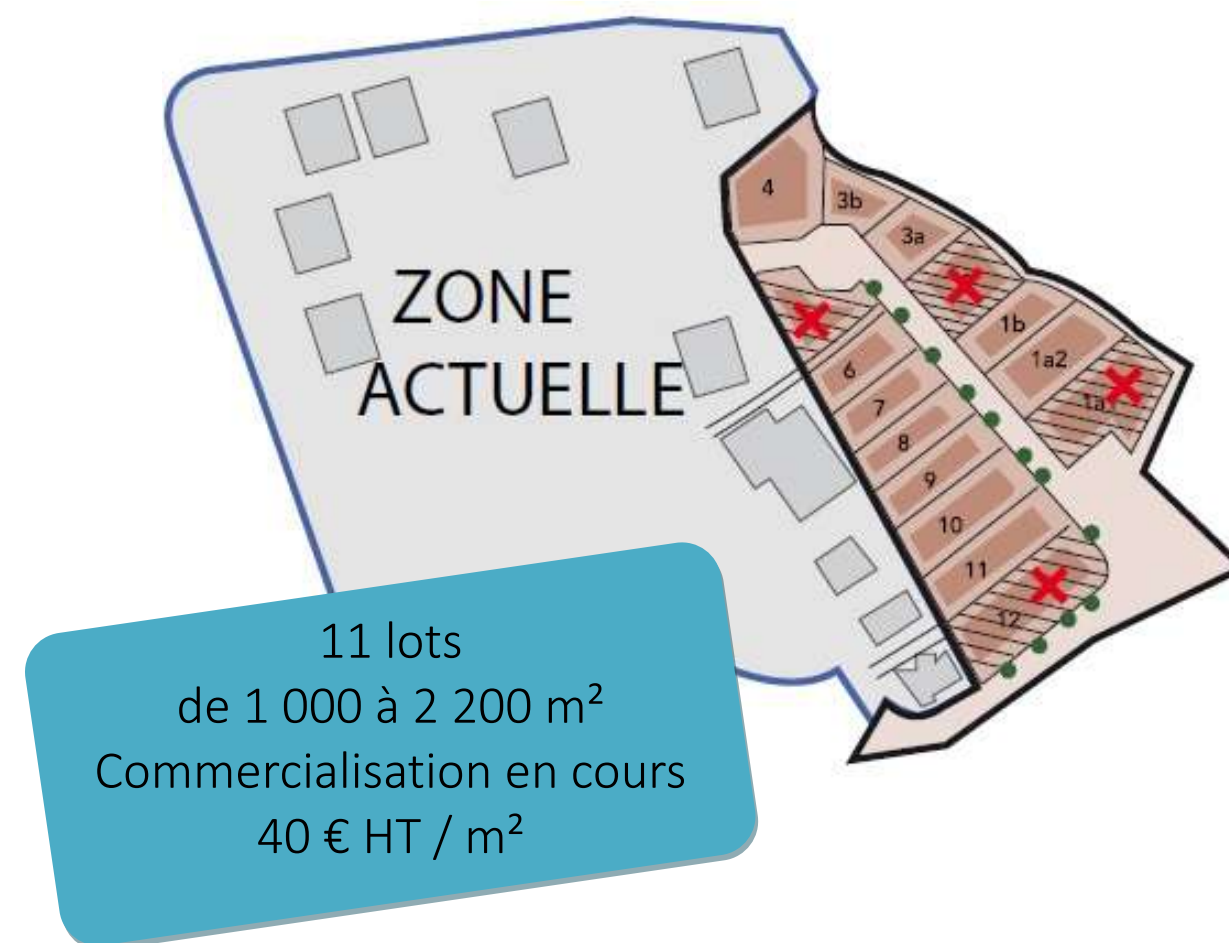 4
3b
3a
ZONE
ACTUELLE
1b
1a2
1a
6
7
8
9
10
11
12
11 lots
de 1 000 à 2 200 m²
Commercialisation en cours
40 € HT / m²